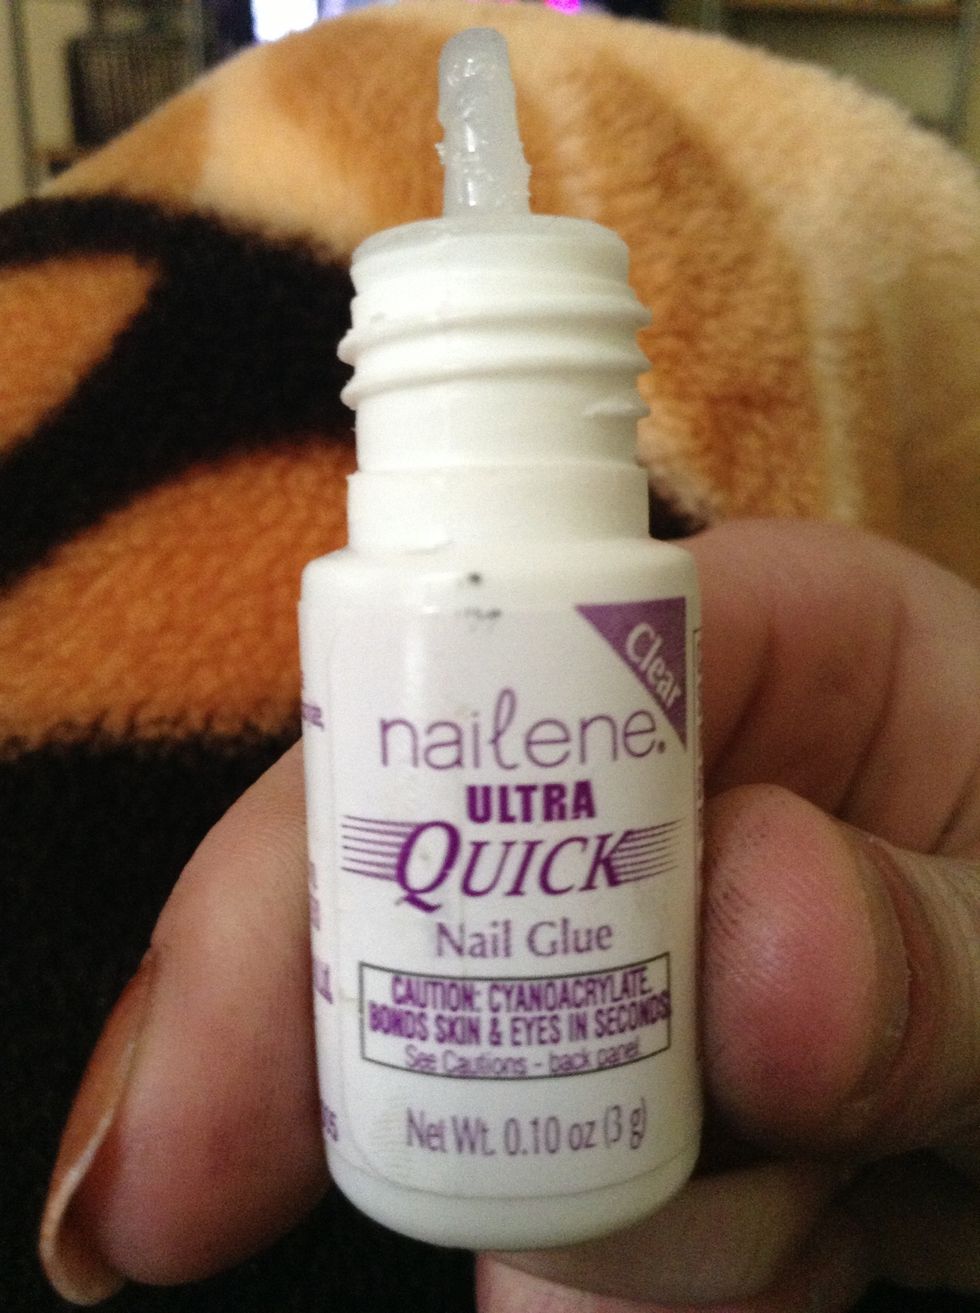 Clear
nailene.
ULTRA
QUICK
Nail Glue
CAUTION: CYANOACRYLATE.
BONDS SKIN & EYES IN SECONDS
See Cautions - back panel
Net Wt. 0.10 oz (3 g)